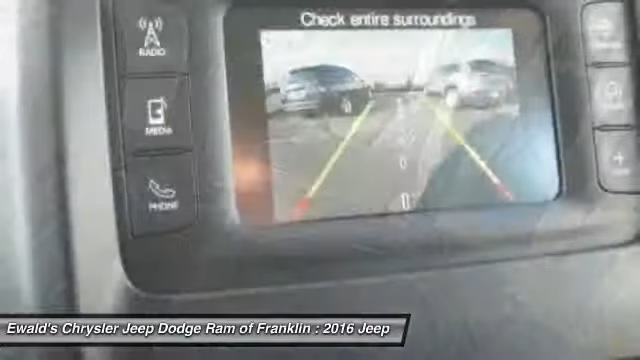 Check entire surroundings
RADIO
MEDIA
PHONE
Ewald's Chrysler Jeep Dodge Ram of Franklin : 2016 Jeep